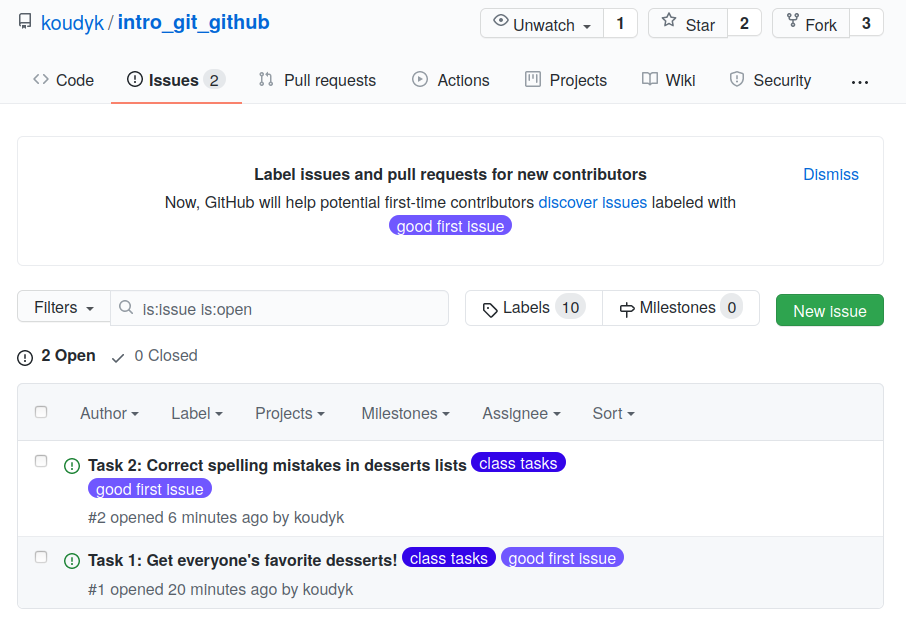 koudyk / intro_git_github Unwatch 1 Star 2 Fork 3
Code Issues 2 Pull requests Actions Projects Wiki Security ...
Label issues and pull requests for new contributors Dismiss
Now, GitHub will help potential first-time contributors discover issues labeled with
good first issue
Filters is:issue is:open Labels 10 Milestones 0 New issue
2 Open 0 Closed
Author Label Projects Milestones Assignee Sort
Task 2: Correct spelling mistakes in desserts lists class tasks
good first issue
#2 opened 6 minutes ago by koudyk
Task 1: Get everyone's favorite desserts! class tasks good first issue
#1 opened 20 minutes ago by koudyk